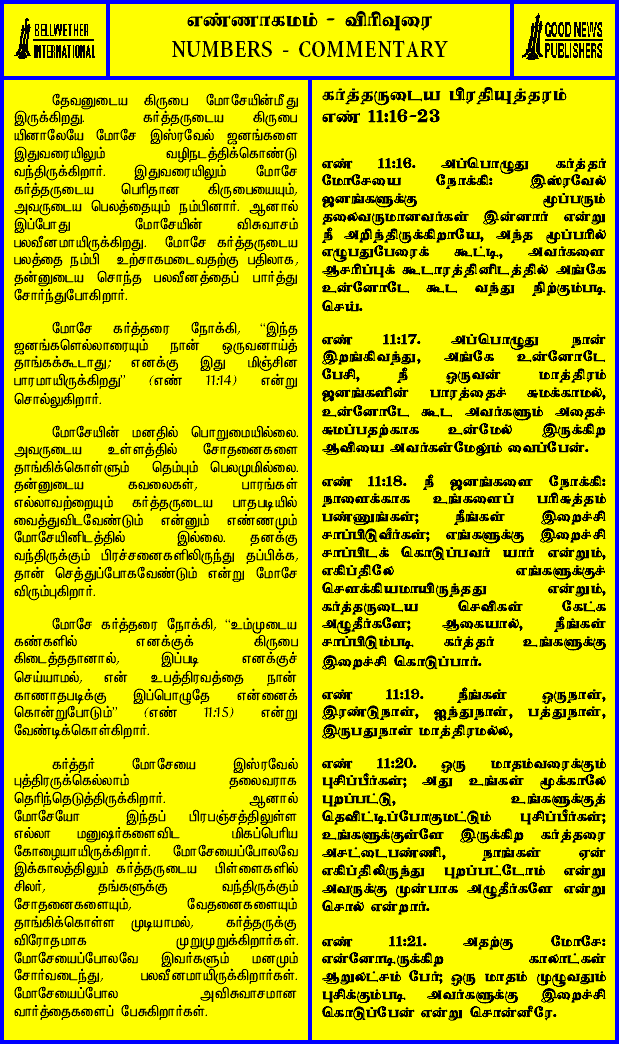 BELLWETHER
INTERNATIONAL
எண்ணாகமம் - விரிவுரை
NUMBERS - COMMENTARY
GOOD NEWS
PUBLISHERS
தேவனுடைய கிருபை மோசேயின்மீது
இருக்கிறது. கர்த்தருடைய கிருபை
யினாலேயே மோசே இஸ்ரவேல் ஜனங்களை
இதுவரையிலும் வழிநடத்திக்கொண்டு
வந்திருக்கிறார். இதுவரையிலும் மோசே
கர்த்தருடைய பெரிதான கிருபையையும்,
அவருடைய பெலத்தையும் நம்பினார். ஆனால்
இப்போது மோசேயின் விசுவாசம்
பலவீனமாயிருக்கிறது. மோசே கர்த்தருடைய
பலத்தை நம்பி உற்சாகமடைவதற்கு பதிலாக,
தன்னுடைய சொந்த பலவீனத்தைப் பார்த்து
சோர்ந்துபோகிறார்.
மோசே கர்த்தரை நோக்கி, “இந்த
ஜனங்களெல்லாரையும் நான் ஒருவனாய்த்
தாங்கக்கூடாது; எனக்கு இது மிஞ்சின
பாரமாயிருக்கிறது” (எண் 11:14) என்று
சொல்லுகிறார்.
மோசேயின் மனதில் பொறுமையில்லை.
அவருடைய உள்ளத்தில் சோதனைகளை
தாங்கிக்கொள்ளும் தெம்பும் பெலமுமில்லை.
தன்னுடைய கவலைகள், பாரங்கள்
எல்லாவற்றையும் கர்த்தருடைய பாதபடியில்
வைத்துவிடவேண்டும் என்னும் எண்ணமும்
மோசேயினிடத்தில் இல்லை. தனக்கு
வந்திருக்கும் பிரச்சனைகளிலிருந்து தப்பிக்க,
தான் செத்துப்போகவேண்டும் என்று மோசே
விரும்புகிறார்.
மோசே கர்த்தரை நோக்கி, “உம்முடைய
கண்களில் எனக்குக் கிருபை
கிடைத்ததானால், இப்படி எனக்குச்
செய்யாமல், என் உபத்திரவத்தை நான்
காணாதபடிக்கு இப்பொழுதே என்னைக்
கொன்றுபோடும்” (எண் 11:15) என்று
வேண்டிக்கொள்கிறார்.
கர்த்தர் மோசேயை இஸ்ரவேல்
புத்திரருக்கெல்லாம் தலைவராக
தெரிந்தெடுத்திருக்கிறார். ஆனால்
மோசேயோ இந்தப் பிரபஞ்சத்திலுள்ள
எல்லா மனுஷர்களைவிட மிகப்பெரிய
கோழையாயிருக்கிறார். மோசேயைப்போலவே
இக்காலத்திலும் கர்த்தருடைய பிள்ளைகளில்
சிலர், தங்களுக்கு வந்திருக்கும்
சோதனைகளையும், வேதனைகளையும்
தாங்கிக்கொள்ள முடியாமல், கர்த்தருக்கு
விரோதமாக முறுமுறுக்கிறார்கள்.
மோசேயைப்போலவே இவர்களும் மனமும்
சோர்வடைந்து, பலவீனமாயிருக்கிறார்கள்.
மோசேயைப்போல அவிசுவாசமான
வார்த்தைகளைப் பேசுகிறார்கள்.
கர்த்தருடைய பிரதியுத்தரம்
எண் 11:16-23
எண் 11:16. அப்பொழுது கர்த்தர்
மோசேயை நோக்கி: இஸ்ரவேல்
ஜனங்களுக்கு மூப்பரும்
தலைவருமானவர்கள் இன்னார் என்று
நீ அறிந்திருக்கிறாயே, அந்த மூப்பரில்
எழுபதுபேரைக் கூட்டி, அவர்களை
ஆசரிப்புக் கூடாரத்தினிடத்தில் அங்கே
உன்னோடே கூட வந்து நிற்கும்படி
செய்.
எண் 11:17. அப்பொழுது நான்
இறங்கிவந்து, அங்கே உன்னோடே
பேசி, நீ ஒருவன் மாத்திரம்
ஜனங்களின் பாரத்தைச் சுமக்காமல்,
உன்னோடே கூட அவர்களும் அதைச்
சுமப்பதற்காக உன்மேல் இருக்கிற
ஆவியை அவர்கள்மேலும் வைப்பேன்.
எண் 11:18. நீ ஜனங்களை நோக்கி:
நாளைக்காக உங்களைப் பரிசுத்தம்
பண்ணுங்கள்; நீங்கள் இறைச்சி
சாப்பிடுவீர்கள்; எங்களுக்கு இறைச்சி
சாப்பிடக் கொடுப்பவர் யார் என்றும்,
எகிப்திலே எங்களுக்குச்
சௌக்கியமாயிருந்தது என்றும்,
கர்த்தருடைய செவிகள் கேட்க
அழுதீர்களே; ஆகையால், நீங்கள்
சாப்பிடும்படி கர்த்தர் உங்களுக்கு
இறைச்சி கொடுப்பார்.
எண் 11:19. நீங்கள் ஒருநாள்,
இரண்டுநாள், ஐந்துநாள், பத்துநாள்,
இருபதுநாள் மாத்திரமல்ல,
எண் 11:20. ஒரு மாதம்வரைக்கும்
புசிப்பீர்கள்; அது உங்கள் மூக்காலே
புறப்பட்டு, உங்களுக்குத்
தெவிட்டிப்போகுமட்டும் புசிப்பீர்கள்;
உங்களுக்குள்ளே இருக்கிற கர்த்தரை
அசட்டைபண்ணி, நாங்கள் ஏன்
எகிப்திலிருந்து புறப்பட்டோம் என்று
அவருக்கு முன்பாக அழுதீர்களே என்று
சொல் என்றார்.
எண் 11:21. அதற்கு மோசே:
என்னோடிருக்கிற காலாட்கள்
ஆறுலட்சம் பேர்; ஒரு மாதம் முழுவதும்
புசிக்கும்படி அவர்களுக்கு இறைச்சி
கொடுப்பேன் என்று சொன்னீரே.